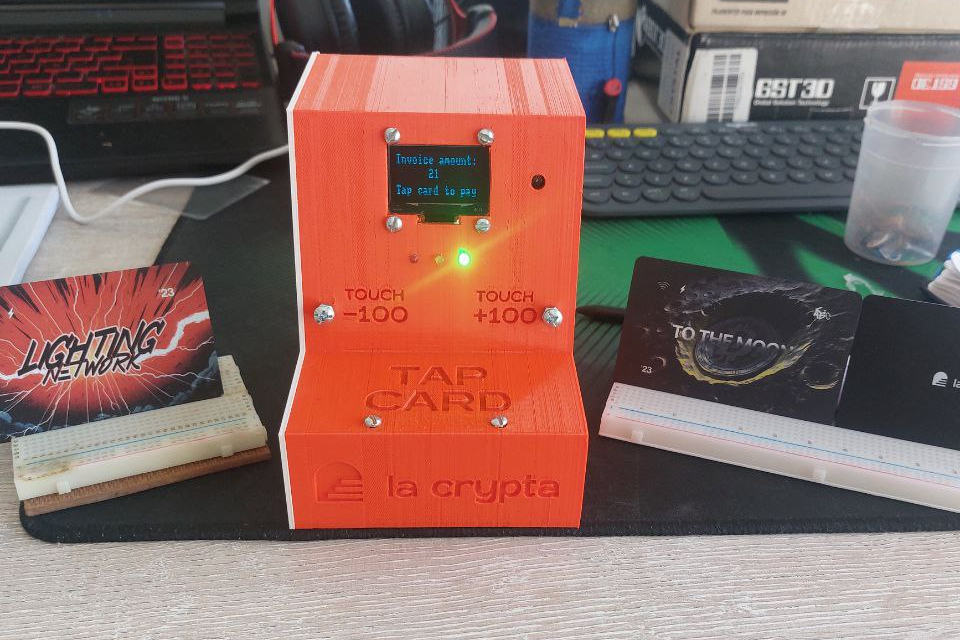 GST3D
Invoice amount:
21
Tap card to pay
TOUCH
-100
TOUCH
+100
TAP
CARD
la crypta
'23
LIGHTING
NETWORK
TO THE MOON
'23
la